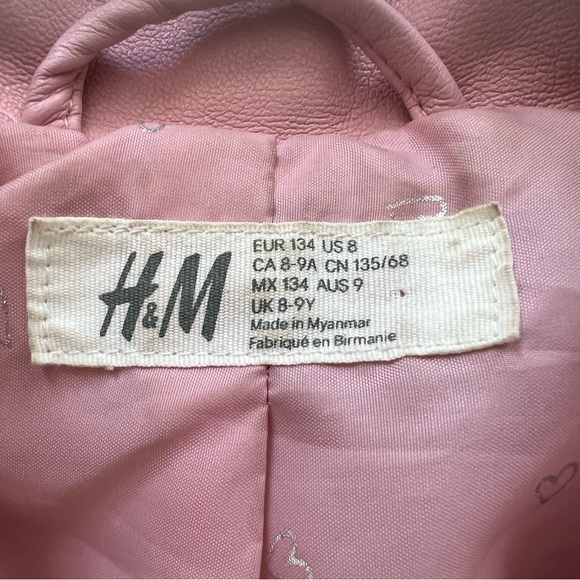 H&M
EUR 134 US 8
CA 8-9A CN 135/68
MX 134 AUS 9
UK 8-9Y
Made in Myanmar
Fabriqué en Birmanie